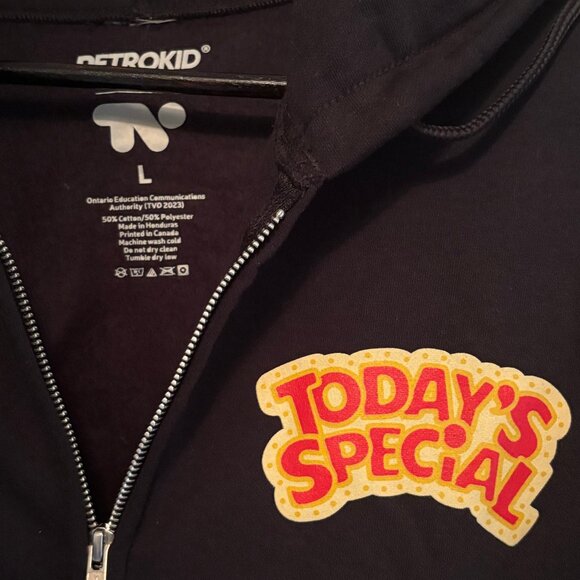 RETROKID®
L
Ontario Education Communications
Authority (TVO 2023)
50% Cotton/50% Polyester
Made in Honduras
Printed in Canada
Machine wash cold
Do not dry clean
Tumble dry low
TODAY'S
SPECiAL